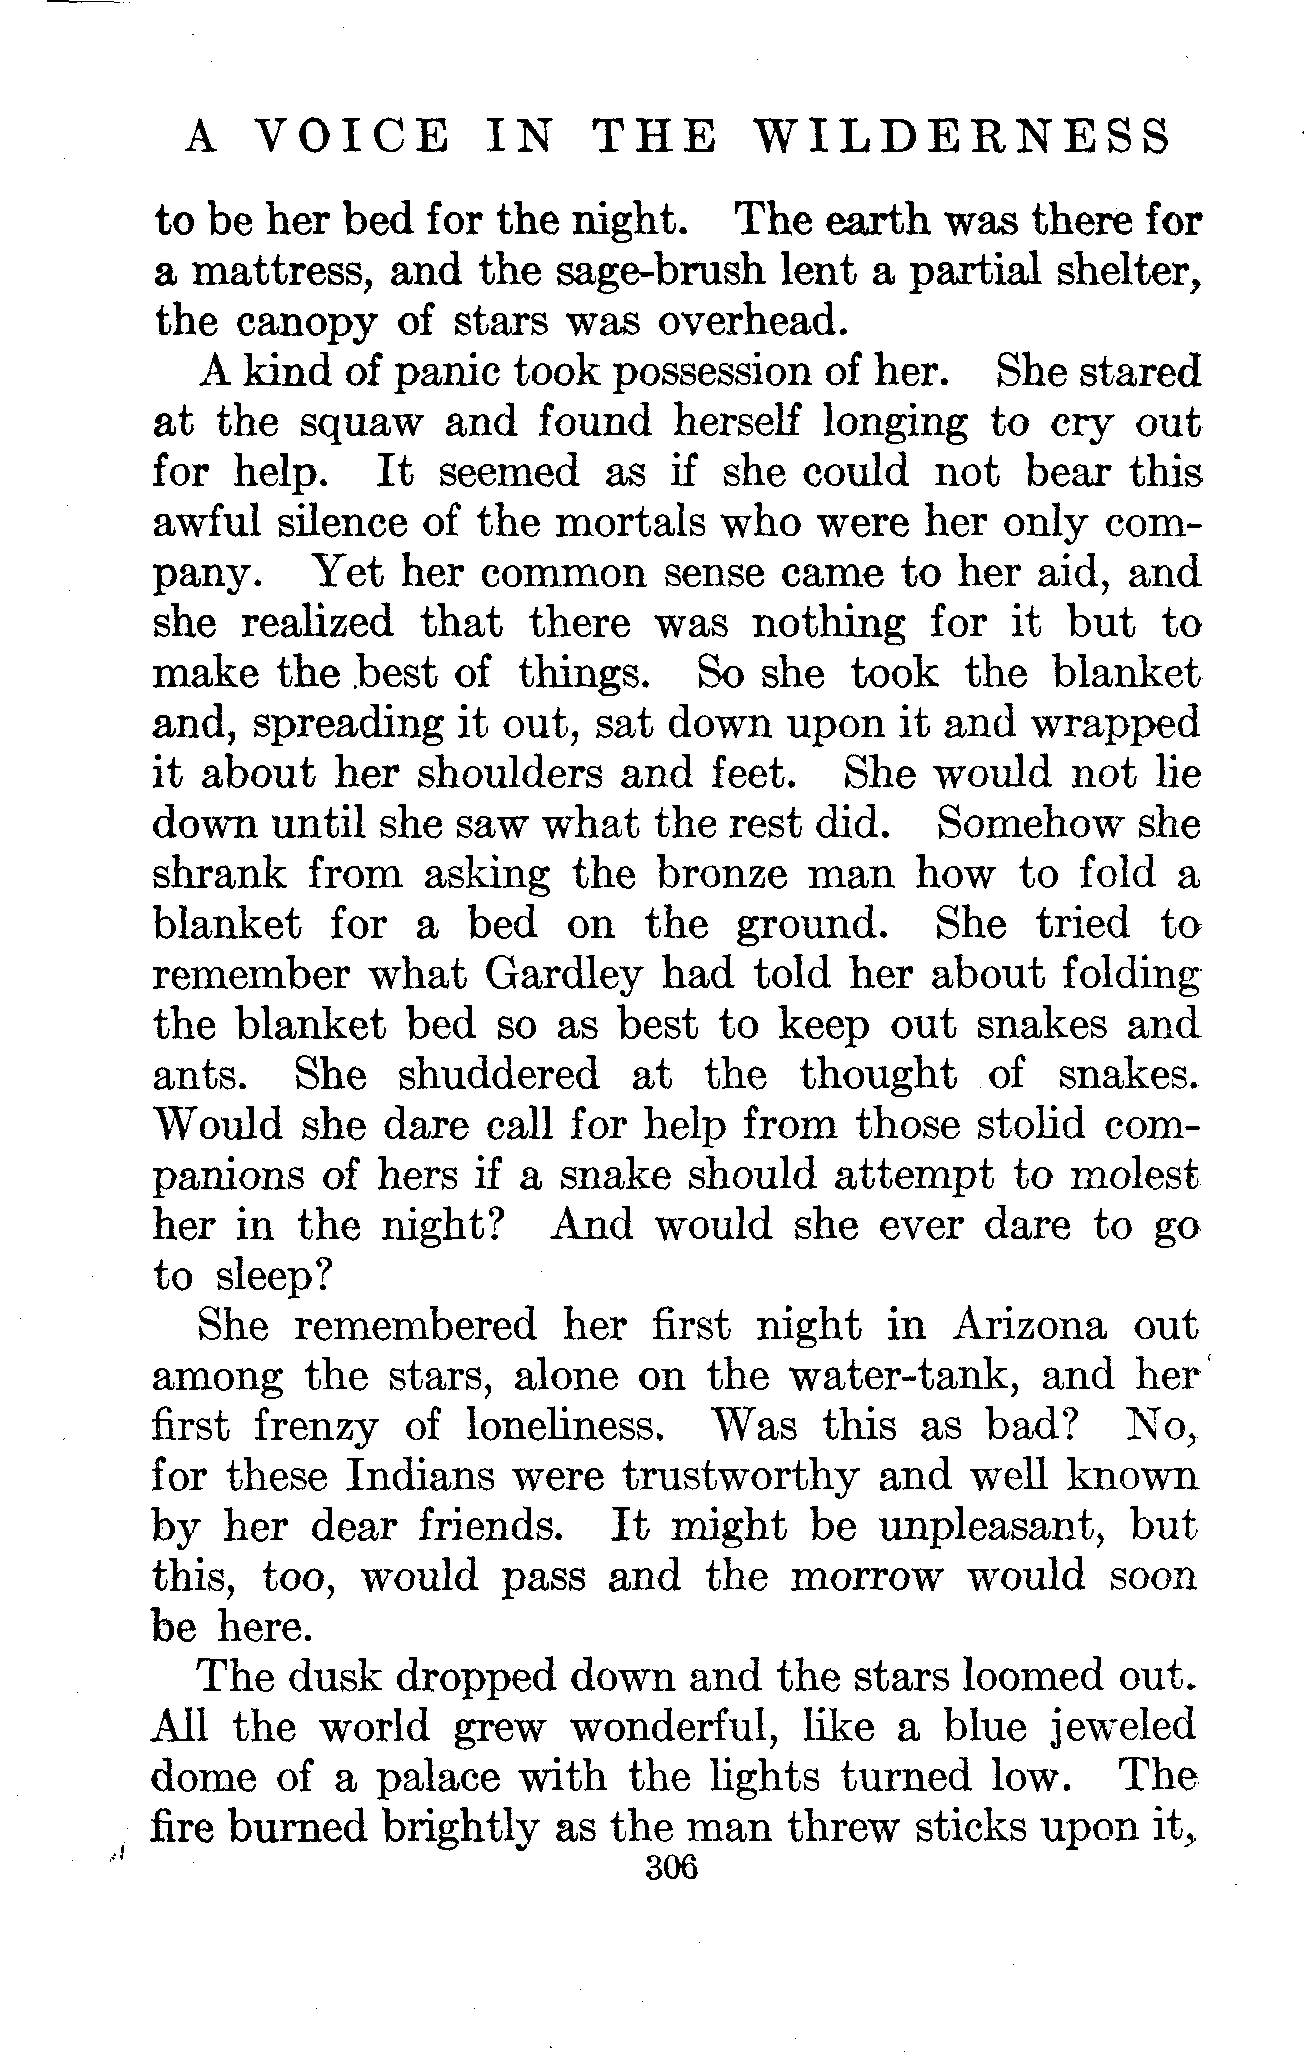 A VOICE IN THE WILDERNESS
to be her bed for the night. The earth was there for
a mattress, and the sage-brush lent a partial shelter,
the canopy of stars was overhead.
A kind of panic took possession of her. She stared
at the squaw and found herself longing to cry out
for help. It seemed as if she could not bear this
awful silence of the mortals who were her only com-
pany. Yet her common sense came to her aid, and
she realized that there was nothing for it but to
make the best of things. So she took the blanket
and, spreading it out, sat down upon it and wrapped
it about her shoulders and feet. She would not lie
down until she saw what the rest did. Somehow she
shrank from asking the bronze man how to fold a
blanket for a bed on the ground. She tried to
remember what Gardley had told her about folding
the blanket bed so as best to keep out snakes and
ants. She shuddered at the thought of snakes.
Would she dare call for help from those stolid com-
panions of hers if a snake should attempt to molest
her in the night? And would she ever dare to go
to sleep?
She remembered her first night in Arizona out
among the stars, alone on the water-tank, and her
first frenzy of loneliness. Was this as bad? No,
for these Indians were trustworthy and well known
by her dear friends. It might be unpleasant, but
this, too, would pass and the morrow would soon
be here.
The dusk dropped down and the stars loomed out.
All the world grew wonderful, like a blue jeweled
dome of a palace with the lights turned low. The
fire burned brightly as the man threw sticks upon it,
306